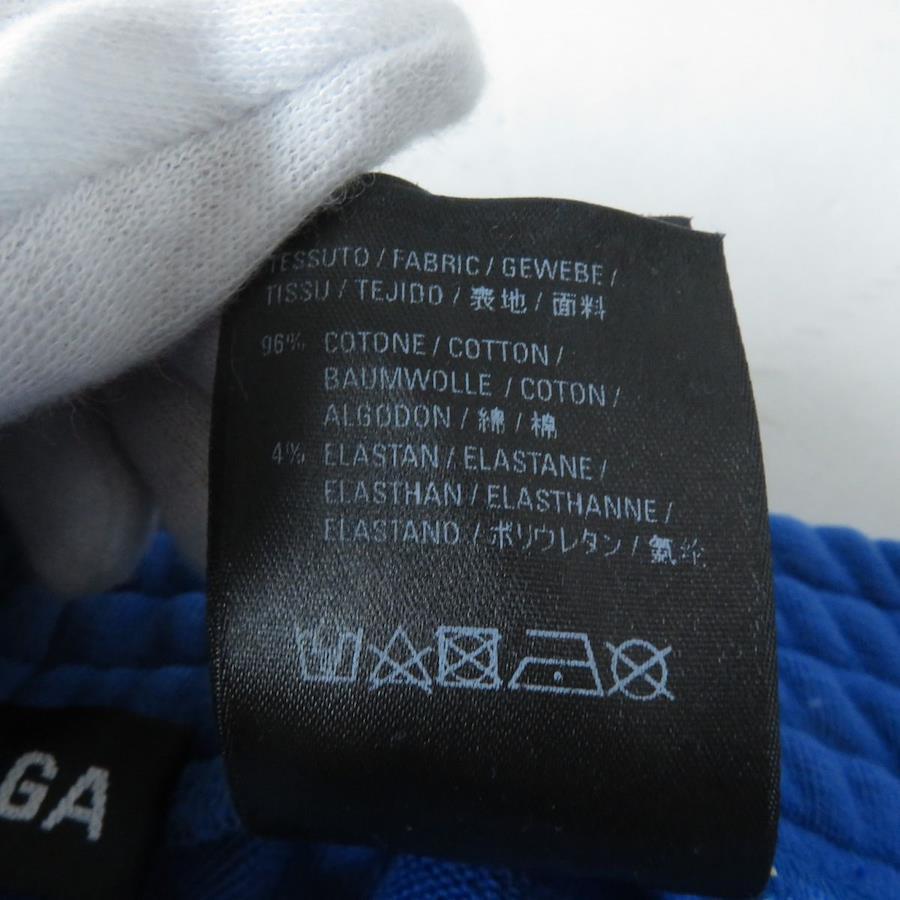 TESSUTO / FABRIC / GEWEBE /
TISSU / TEJIDO / 表地 / 面料
96% COTONE / COTTON /
BAUMWOLLE / COTON /
ALGODON / 綿 / 棉
4% ELASTAN / ELASTANE /
ELASTHAN / ELASTHANNE /
ELASTANO / ポリウレタン / 氨纶
GA